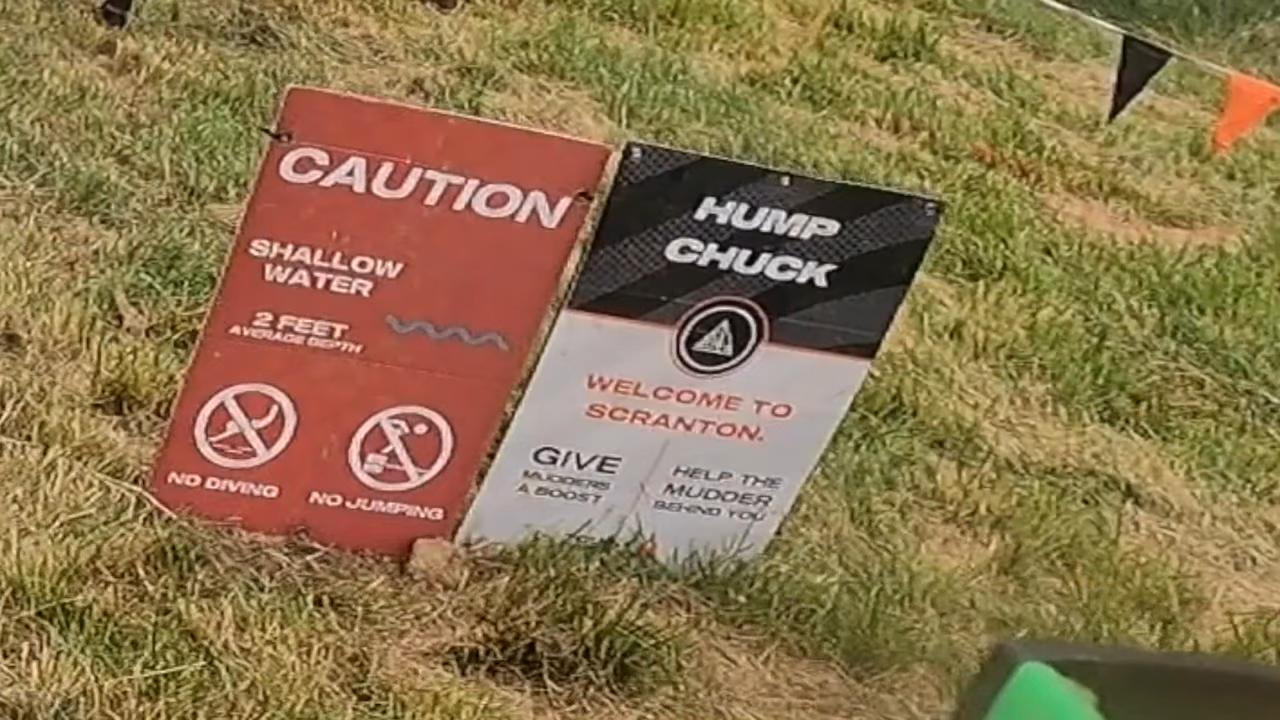 CAUTION
SHALLOW
WATER
2 FEET
AVERAGE DEPTH
NO DIVING
NO JUMPING
HUMP
CHUCK
WELCOME TO
SCRANTON.
GIVE
MUDDERS
A BOOST
HELP THE
MUDDER
BEHIND YOU